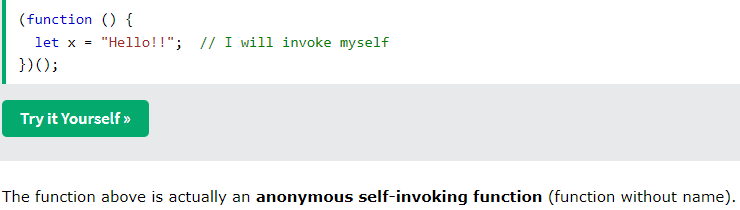 (function () {
  let x = "Hello!!";  // I will invoke myself
})();
Try it Yourself »
The function above is actually an anonymous self-invoking function (function without name).